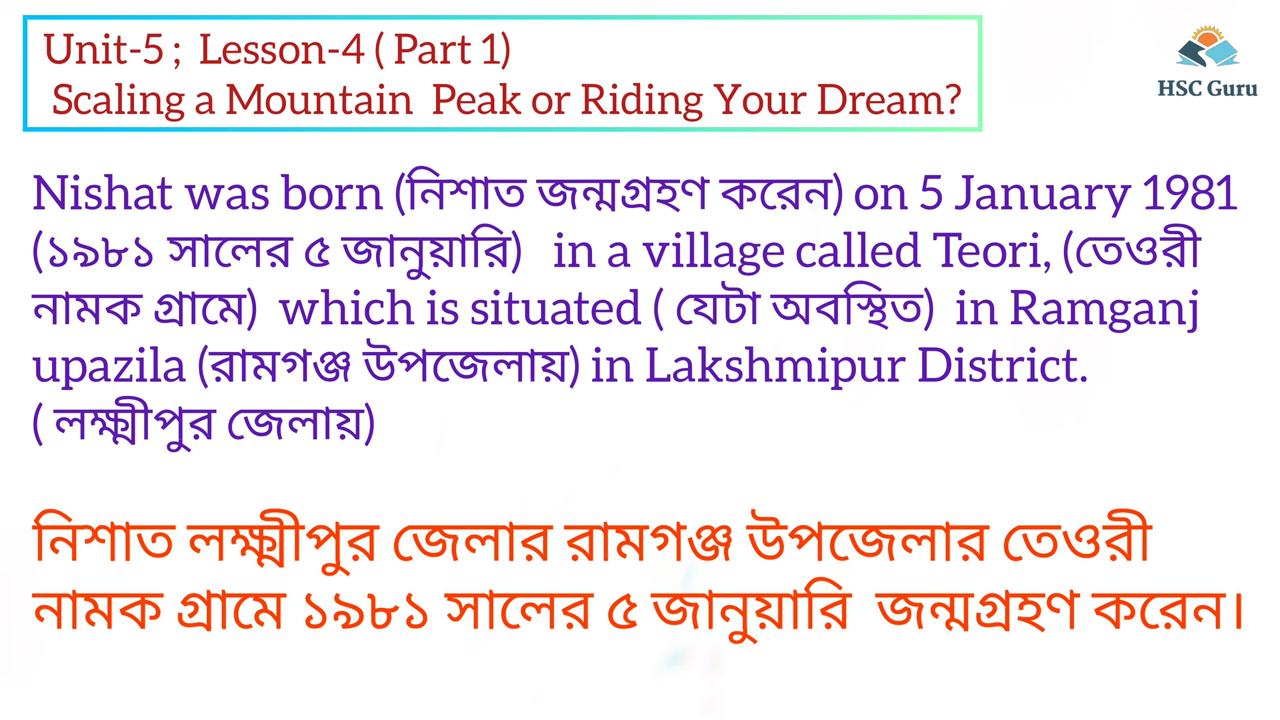 Unit-5 ; Lesson-4 ( Part 1)
Scaling a Mountain Peak or Riding Your Dream?
HSC Guru
Nishat was born (নিশাত জন্মগ্রহণ করেন) on 5 January 1981
(১৯৮১ সালের ৫ জানুয়ারি) in a village called Teori, (তেওরী
নামক গ্রামে) which is situated ( যেটা অবস্থিত) in Ramganj
upazila (রামগঞ্জ উপজেলায়) in Lakshmipur District.
( লক্ষ্মীপুর জেলায়)
নিশাত লক্ষ্মীপুর জেলার রামগঞ্জ উপজেলার তেওরী
নামক গ্রামে ১৯৮১ সালের ৫ জানুয়ারি জন্মগ্রহণ করেন।